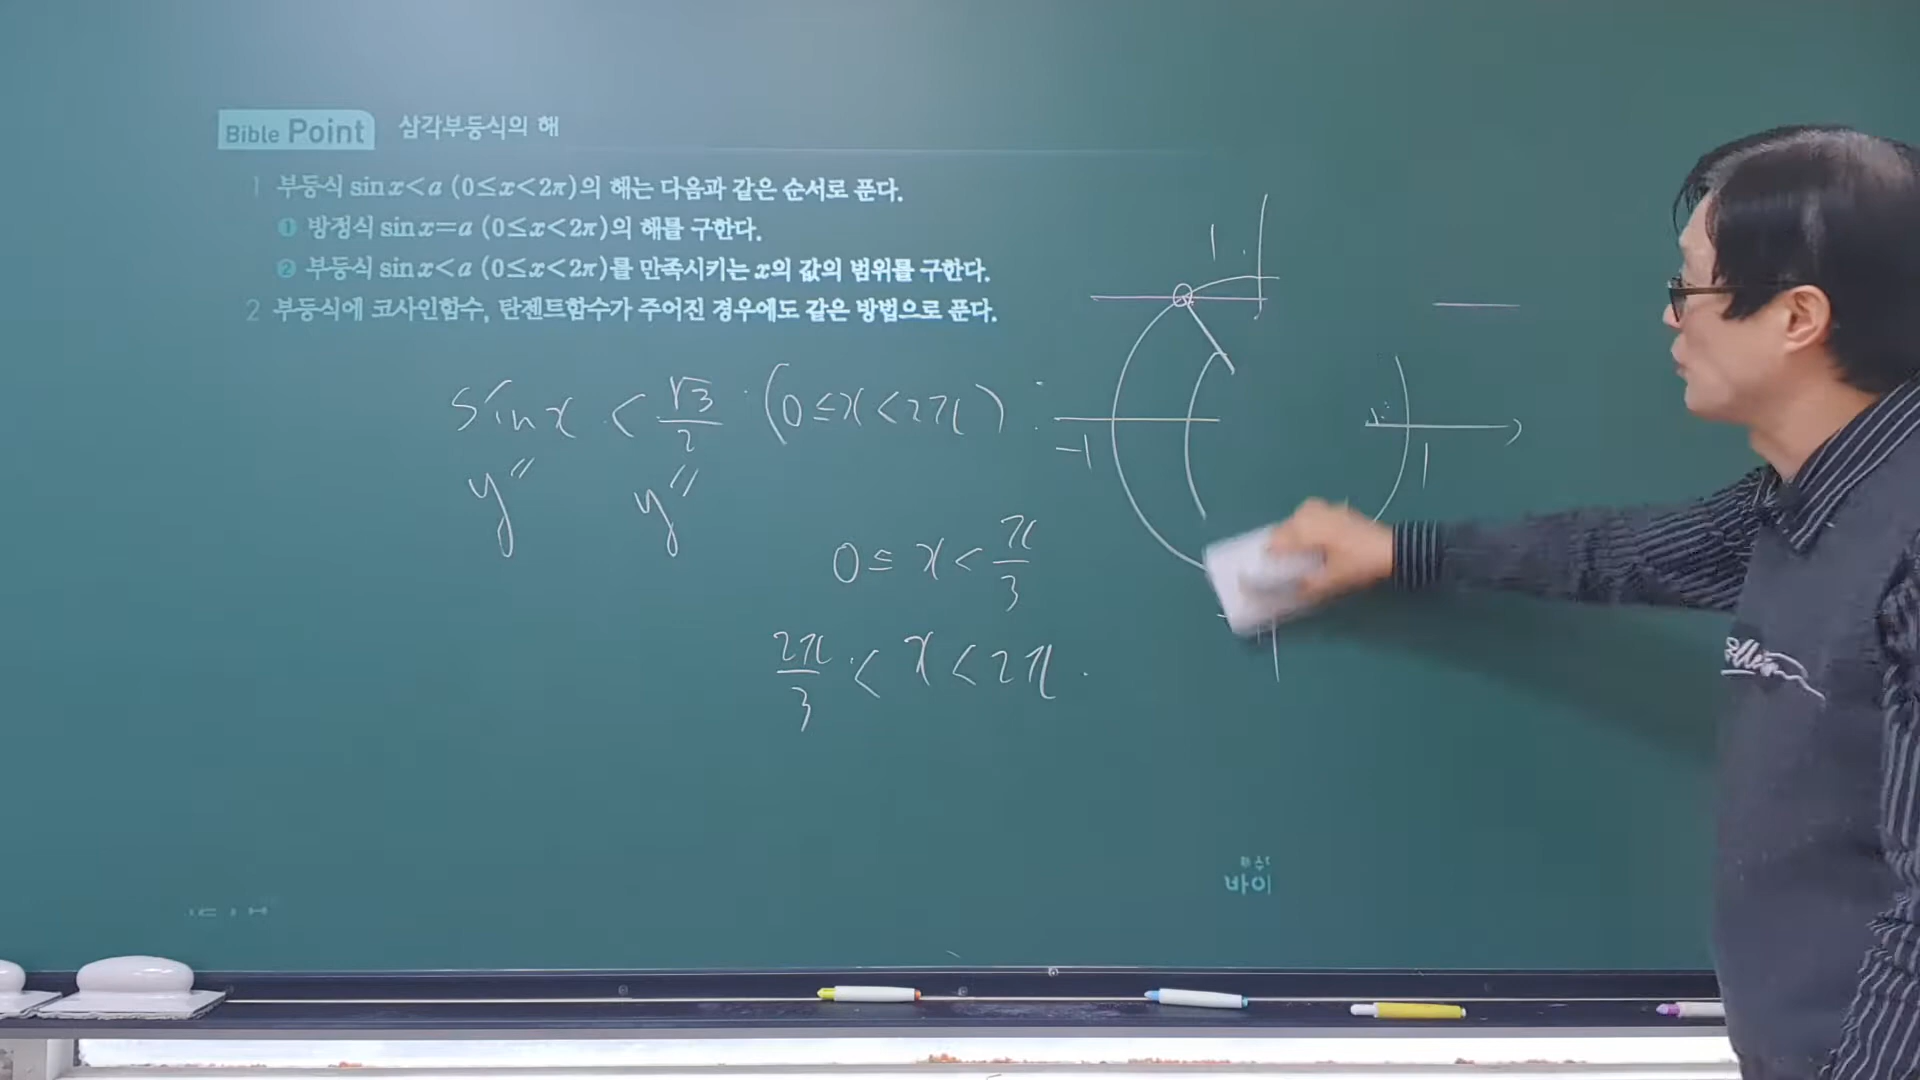 Bible Point 삼각부등식의 해
1 부등식 sin x<a (0≤x<2π)의 해는 다음과 같은 순서로 푼다.
❶ 방정식 sin x=a (0≤x<2π)의 해를 구한다.
❷ 부등식 sin x<a (0≤x<2π)를 만족시키는 x의 값의 범위를 구한다.
2 부등식에 코사인함수, 탄젠트함수가 주어진 경우에도 같은 방법으로 푼다.
sin x < √3/2 (0≤x<2π)
y″ y″
0≤x<π/3
2π/3<x<2π.
1
-1
1
바이